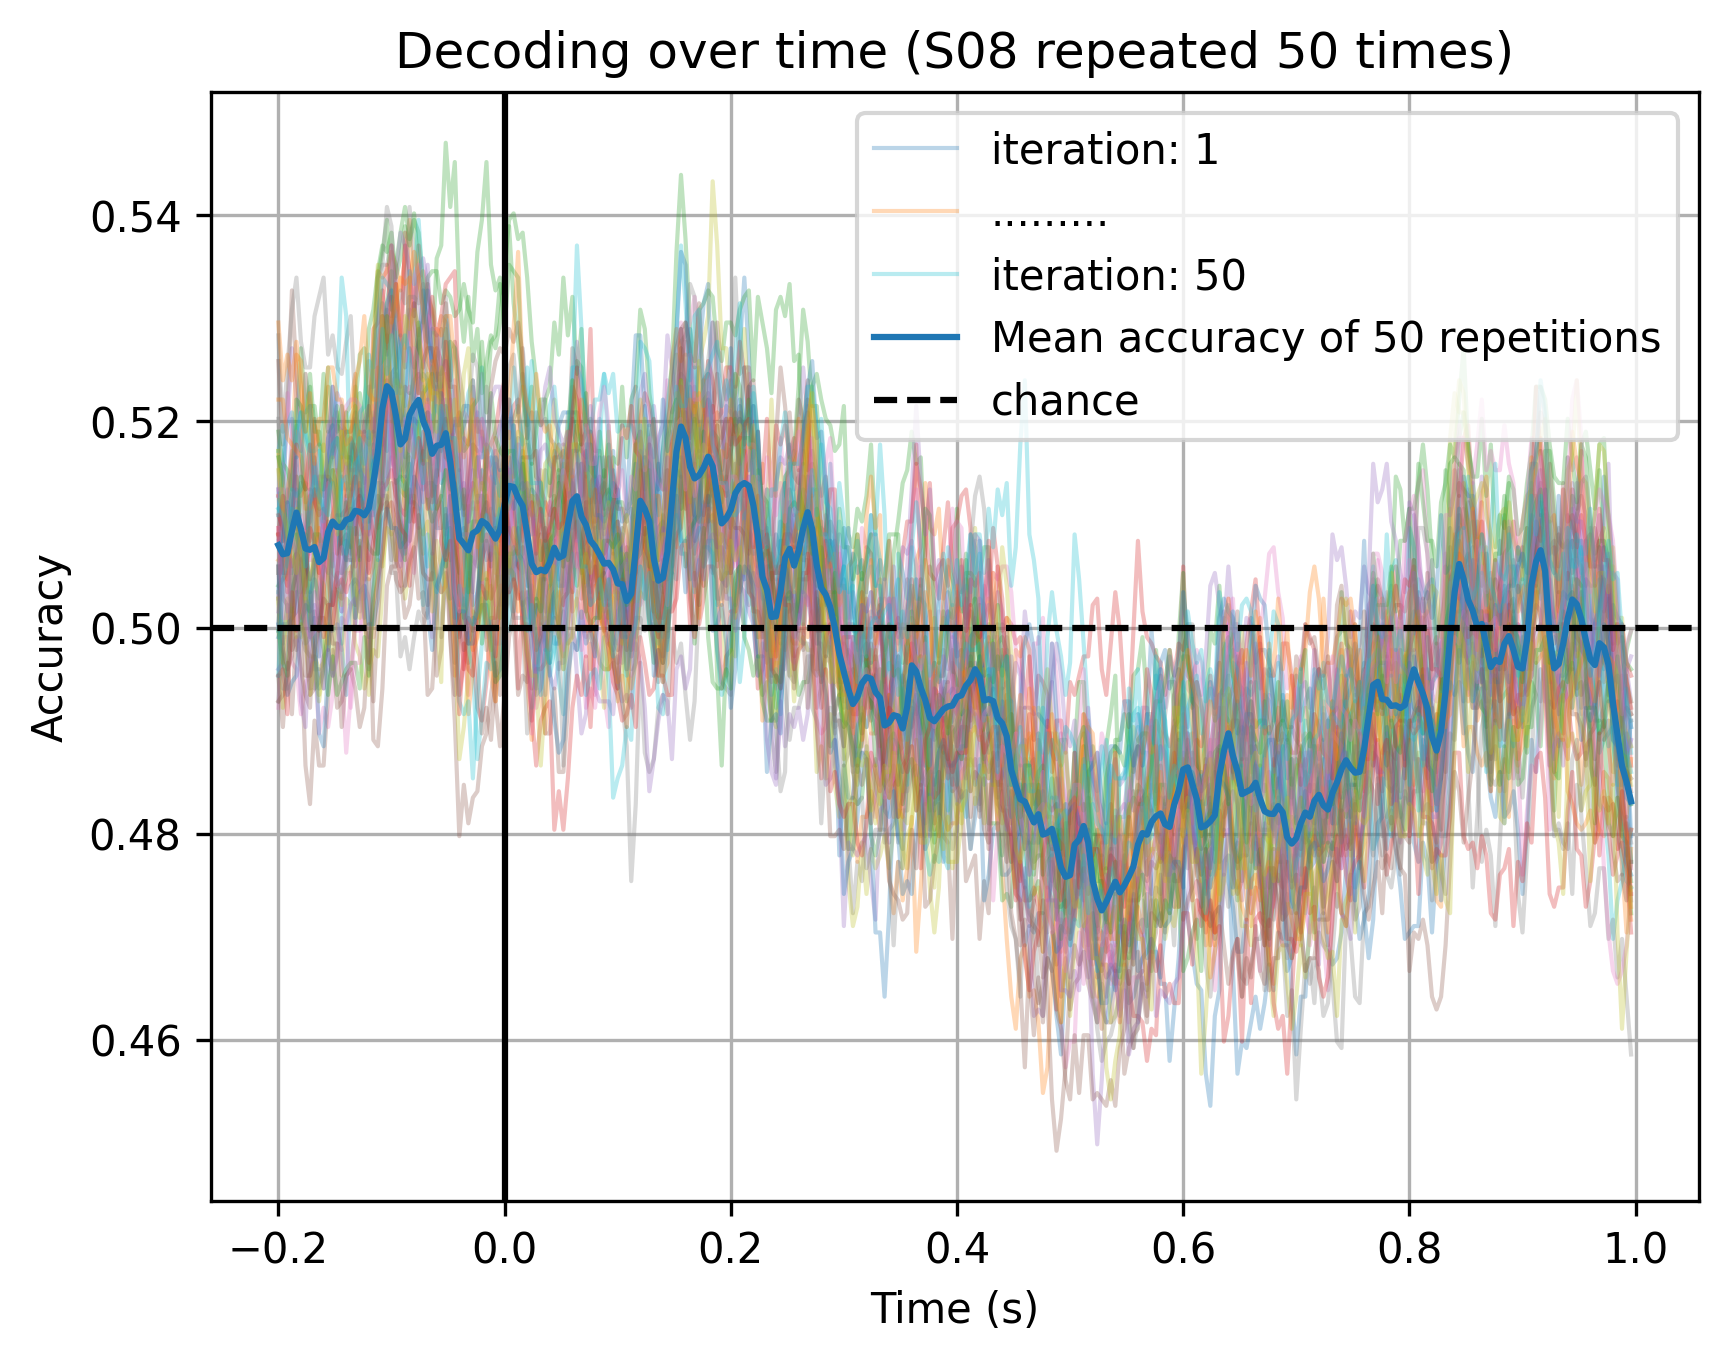 Decoding over time (S08 repeated 50 times)
iteration: 1
.........
iteration: 50
Mean accuracy of 50 repetitions
chance
Accuracy
0.54
0.52
0.50
0.48
0.46
−0.2
0.0
0.2
0.4
0.6
0.8
1.0
Time (s)